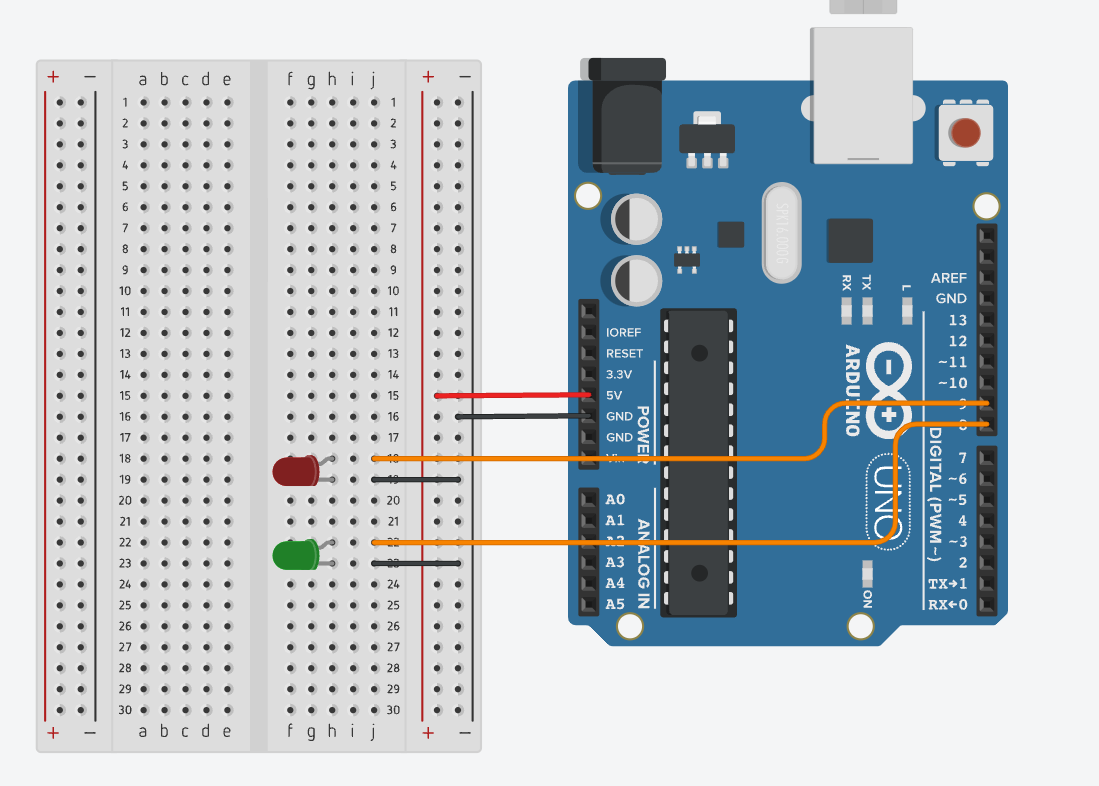 + − a b c d e f g h i j + −
1 1
2 2
3 3
4 4
5 5
6 6
7 7
8 8
9 9
10 10
11 11
12 12
13 13
14 14
15 15
16 16
17 17
18 18
19 19
20 20
21 21
22 22
23 23
24 24
25 25
26 26
27 27
28 28
29 29
30 30
+ − a b c d e f g h i j + −
SPK16.000G
RX
TX
L
IOREF
RESET
3.3V
5V
GND
GND
Vin
POWER
A0
A1
A2
A3
A4
A5
ANALOG IN
ARDUINO
UNO
ON
AREF
GND
13
12
~11
~10
9
8
7
~6
~5
4
~3
2
TX→1
RX←0
DIGITAL (PWM~)